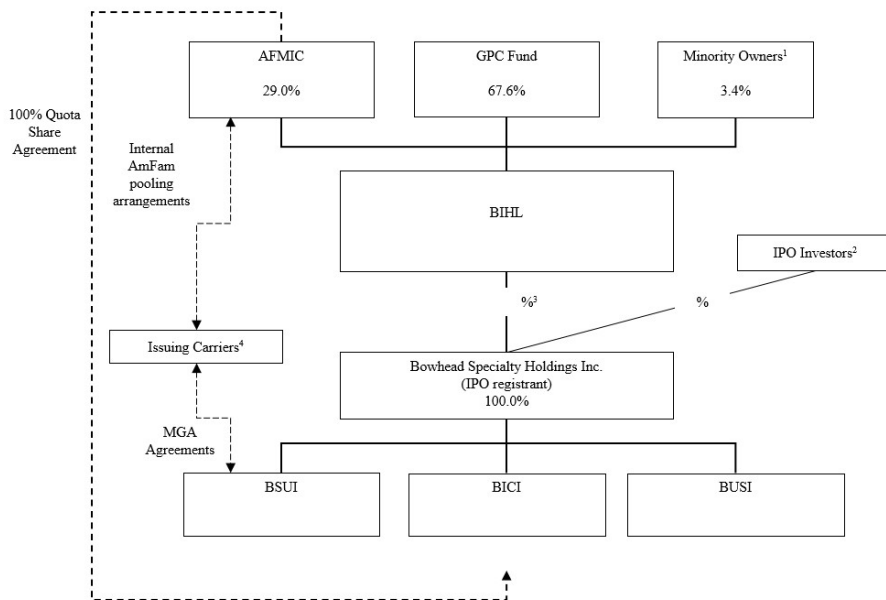 AFMIC
29.0%
GPC Fund
67.6%
Minority Owners¹
3.4%
100% Quota
Share
Agreement
Internal
AmFam
pooling
arrangements
BIHL
IPO Investors²
%³
%
Issuing Carriers⁴
Bowhead Specialty Holdings Inc.
(IPO registrant)
100.0%
MGA
Agreements
BSUI
BICI
BUSI